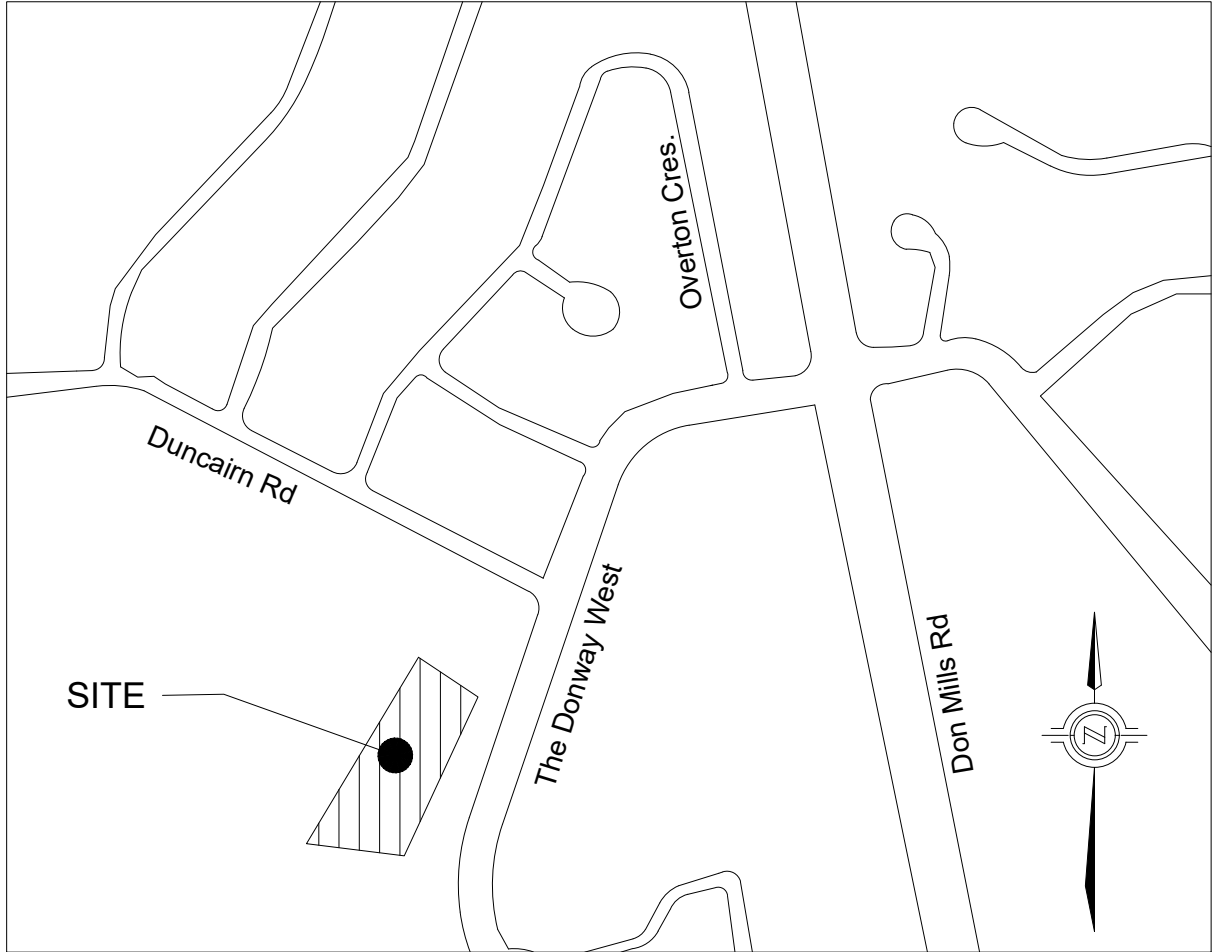 Overton Cres.
Duncairn Rd
The Donway West
Don Mills Rd
SITE
N